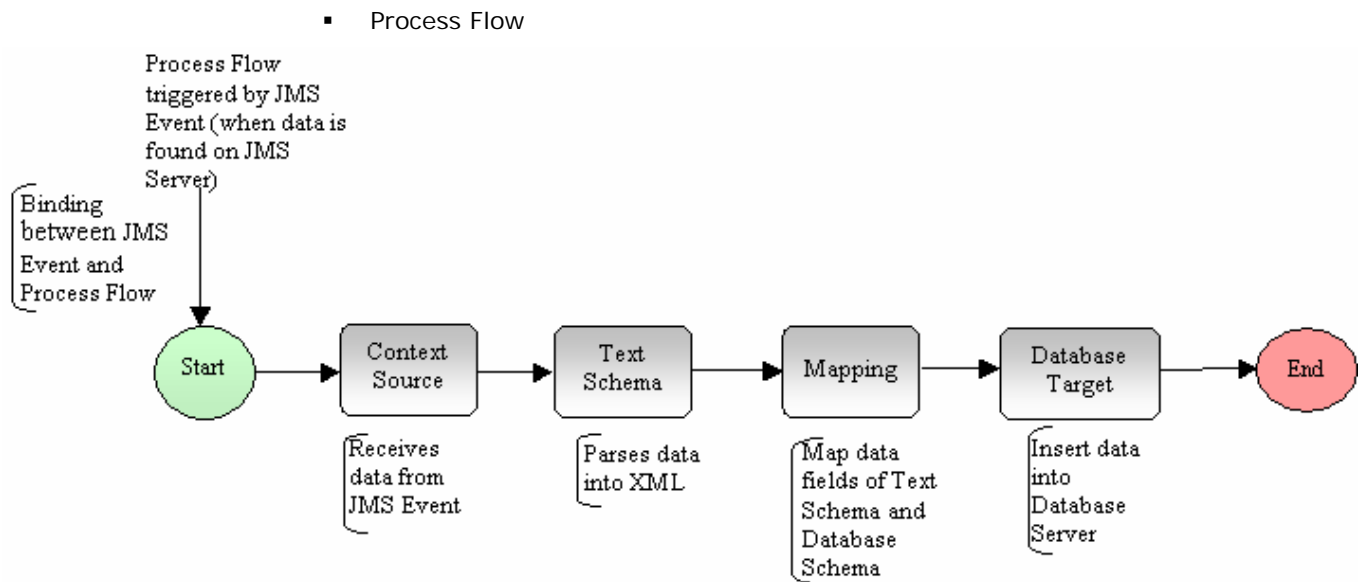 ▪ Process Flow
Process Flow
triggered by JMS
Event (when data is
found on JMS
Server)
Binding
between JMS
Event and
Process Flow
Start
Context
Source
Text
Schema
Mapping
Database
Target
End
Receives
data from
JMS Event
Parses data
into XML
Map data
fields of Text
Schema and
Database
Schema
Insert data
into
Database
Server